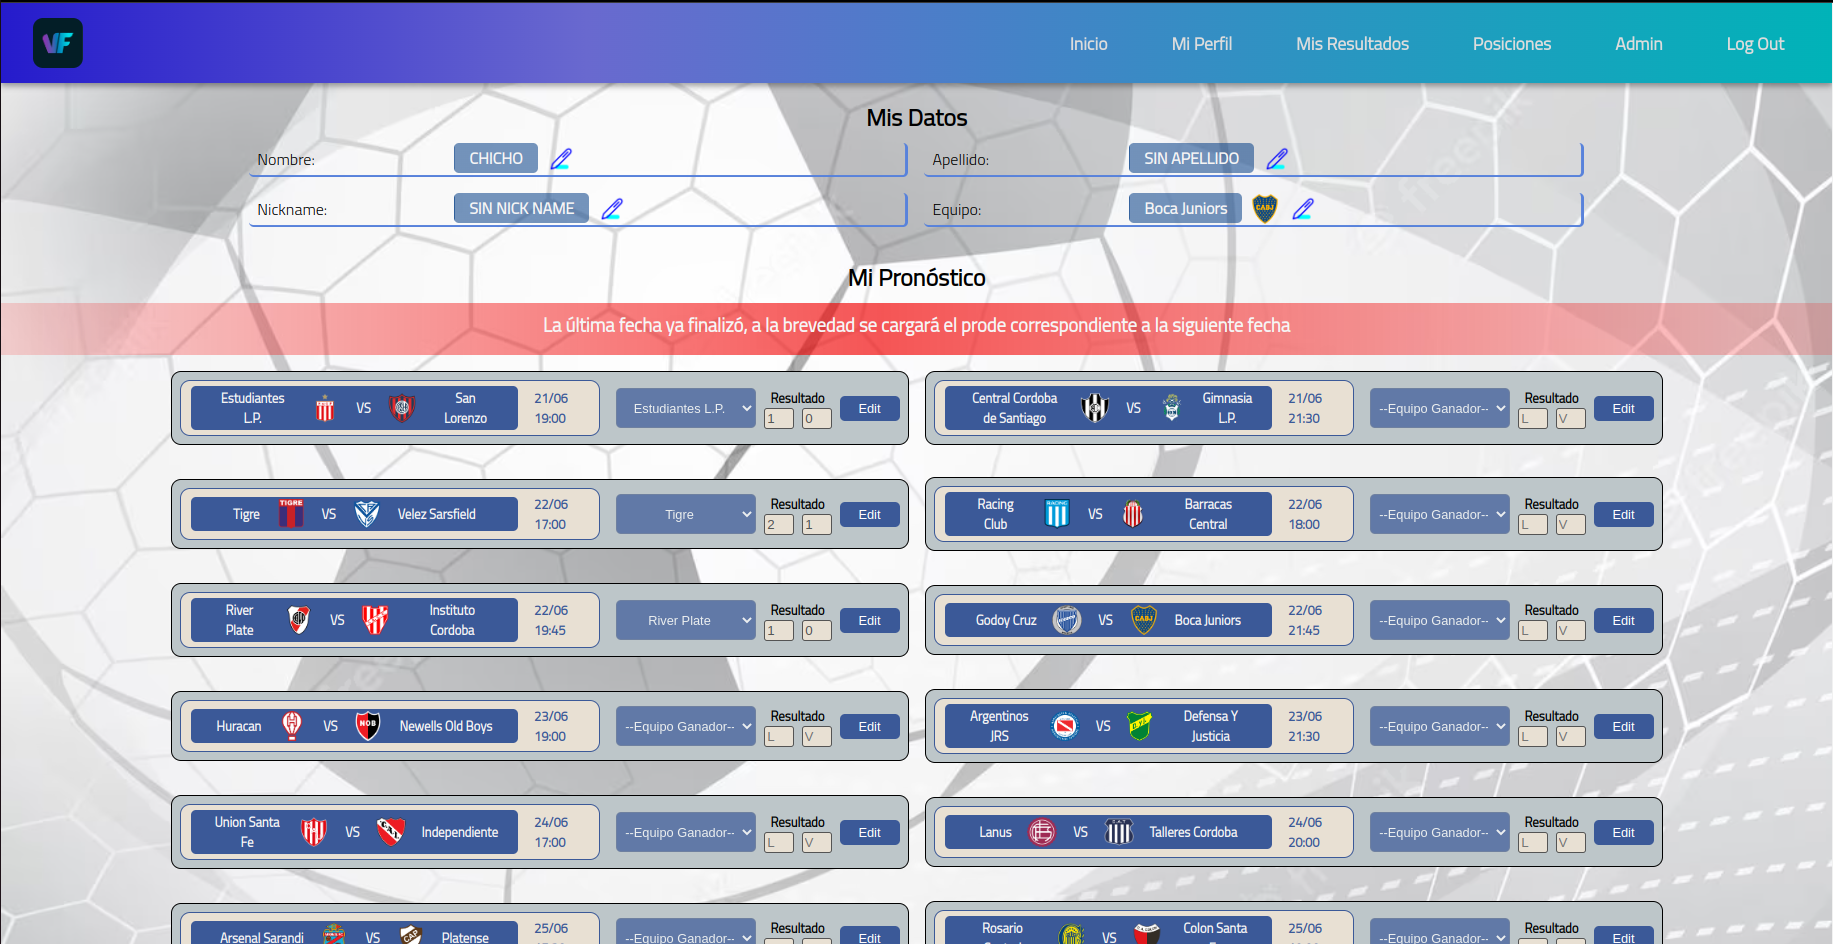 VF
Inicio
Mi Perfil
Mis Resultados
Posiciones
Admin
Log Out
Mis Datos
Nombre:
CHICHO
Apellido:
SIN APELLIDO
Nickname:
SIN NICK NAME
Equipo:
Boca Juniors
CABJ
Mi Pronóstico
La última fecha ya finalizó, a la brevedad se cargará el prode correspondiente a la siguiente fecha
Estudiantes
L.P.
VS
San
Lorenzo
21/06
19:00
Estudiantes L.P.
Resultado
1
0
Edit
Central Cordoba
de Santiago
VS
Gimnasia
L.P.
21/06
21:30
--Equipo Ganador--
Resultado
L
V
Edit
Tigre
TIGRE
VS
Velez Sarsfield
22/06
17:00
Tigre
Resultado
2
1
Edit
Racing
Club
RACING
VS
Barracas
Central
22/06
18:00
--Equipo Ganador--
Resultado
L
V
Edit
River
Plate
VS
Instituto
Cordoba
22/06
19:45
River Plate
Resultado
1
0
Edit
Godoy Cruz
VS
CABJ
Boca Juniors
22/06
21:45
--Equipo Ganador--
Resultado
L
V
Edit
Huracan
H
VS
NOB
Newells Old Boys
23/06
19:00
--Equipo Ganador--
Resultado
L
V
Edit
Argentinos
JRS
VS
Defensa Y
Justicia
23/06
21:30
--Equipo Ganador--
Resultado
L
V
Edit
Union Santa
Fe
VS
CAI
Independiente
24/06
17:00
--Equipo Ganador--
Resultado
L
V
Edit
Lanus
VS
Talleres Cordoba
24/06
20:00
--Equipo Ganador--
Resultado
L
V
Edit
Arsenal Sarandi
VS
CAP
Platense
25/06
--Equipo Ganador--
Resultado
L
V
Edit
Rosario
VS
Colon Santa
25/06
--Equipo Ganador--
Resultado
L
V
Edit